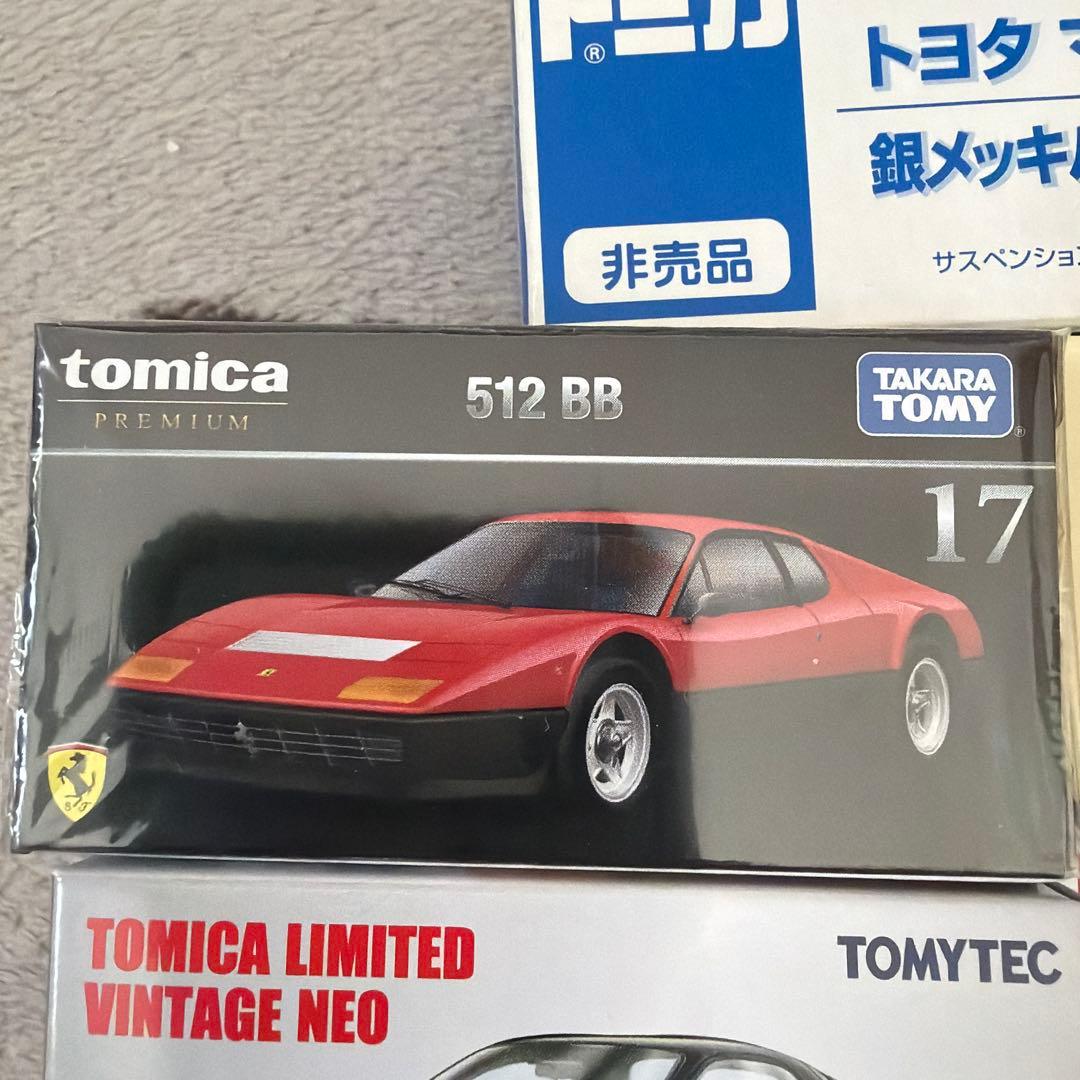 トミカ
®
トヨタ
銀メッキ
非売品
サスペンション
tomica
PREMIUM
512 BB
TAKARA
TOMY
®
17
S F
TOMICA LIMITED
VINTAGE NEO
TOMYTEC